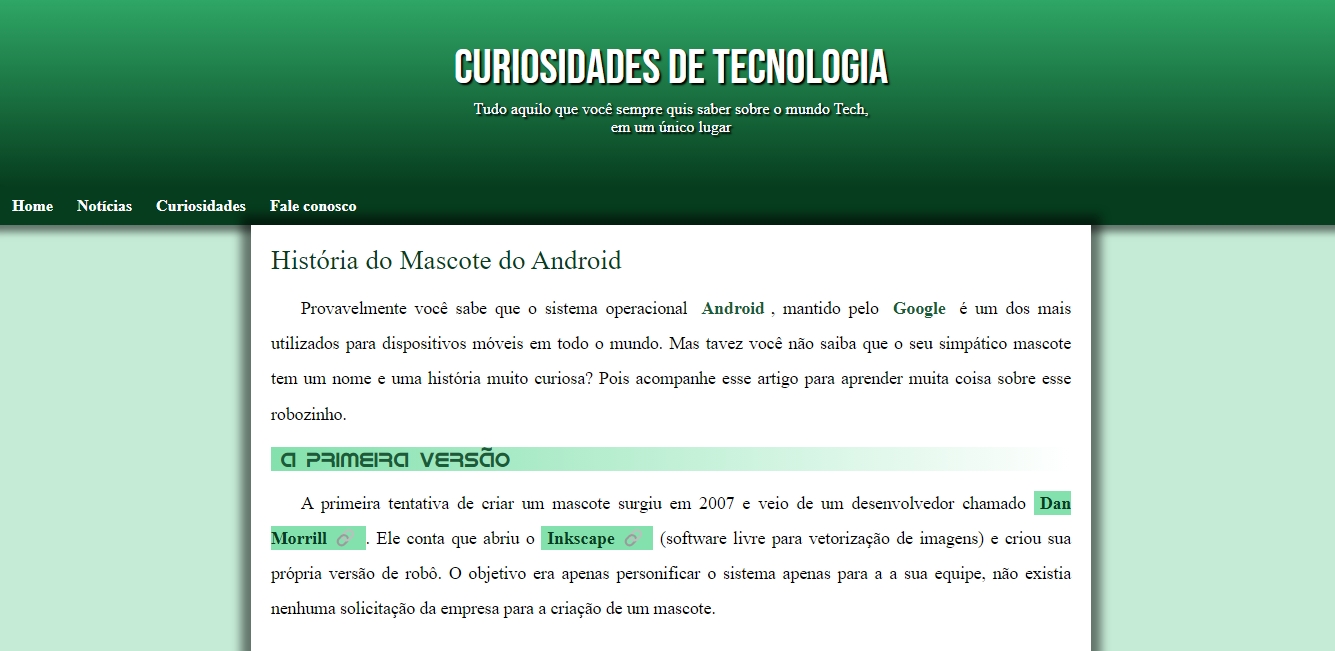 CURIOSIDADES DE TECNOLOGIA
Tudo aquilo que você sempre quis saber sobre o mundo Tech,
em um único lugar
Home Notícias Curiosidades Fale conosco
História do Mascote do Android
Provavelmente você sabe que o sistema operacional Android , mantido pelo Google é um dos mais
utilizados para dispositivos móveis em todo o mundo. Mas tavez você não saiba que o seu simpático mascote
tem um nome e uma história muito curiosa? Pois acompanhe esse artigo para aprender muita coisa sobre esse
robozinho.
A PRIMEIRA VERSÃO
A primeira tentativa de criar um mascote surgiu em 2007 e veio de um desenvolvedor chamado Dan
Morrill . Ele conta que abriu o Inkscape (software livre para vetorização de imagens) e criou sua
própria versão de robô. O objetivo era apenas personificar o sistema apenas para a a sua equipe, não existia
nenhuma solicitação da empresa para a criação de um mascote.